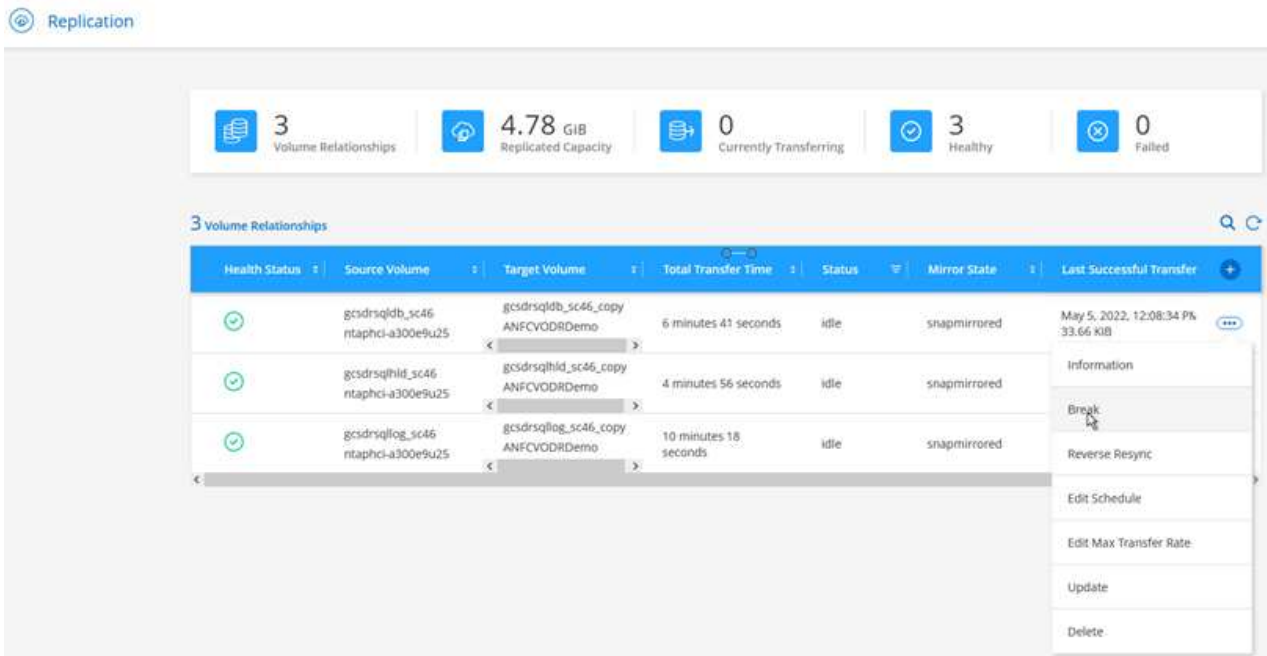 Replication
3 Volume Relationships
4.78 GiB Replicated Capacity
0 Currently Transferring
3 Healthy
0 Failed
3 Volume Relationships
Health Status Source Volume Target Volume Total Transfer Time Status Mirror State Last Successful Transfer
gcsdrsqldb_sc46 gcsdrsqldb_sc46_copy May 5, 2022, 12:08:34 PM
ntaphci-a300e9u25 ANFCVODRDemo 6 minutes 41 seconds idle snapmirrored 33.66 KiB
gcsdrsqlhld_sc46 gcsdrsqlhld_sc46_copy
ntaphci-a300e9u25 ANFCVODRDemo 4 minutes 56 seconds idle snapmirrored
gcsdrsqllog_sc46 gcsdrsqllog_sc46_copy 10 minutes 18
ntaphci-a300e9u25 ANFCVODRDemo seconds idle snapmirrored
Information
Break
Reverse Resync
Edit Schedule
Edit Max Transfer Rate
Update
Delete